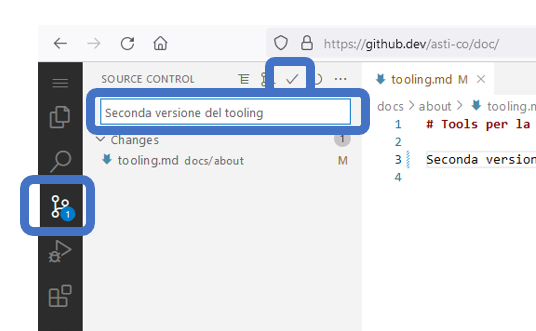 https://github.dev/asti-co/doc/
SOURCE CONTROL
tooling.md M
Seconda versione del tooling
docs > about > tooling.m
Changes
1
tooling.md docs/about M
1 # Tools per la
2
3 Seconda version
4
1